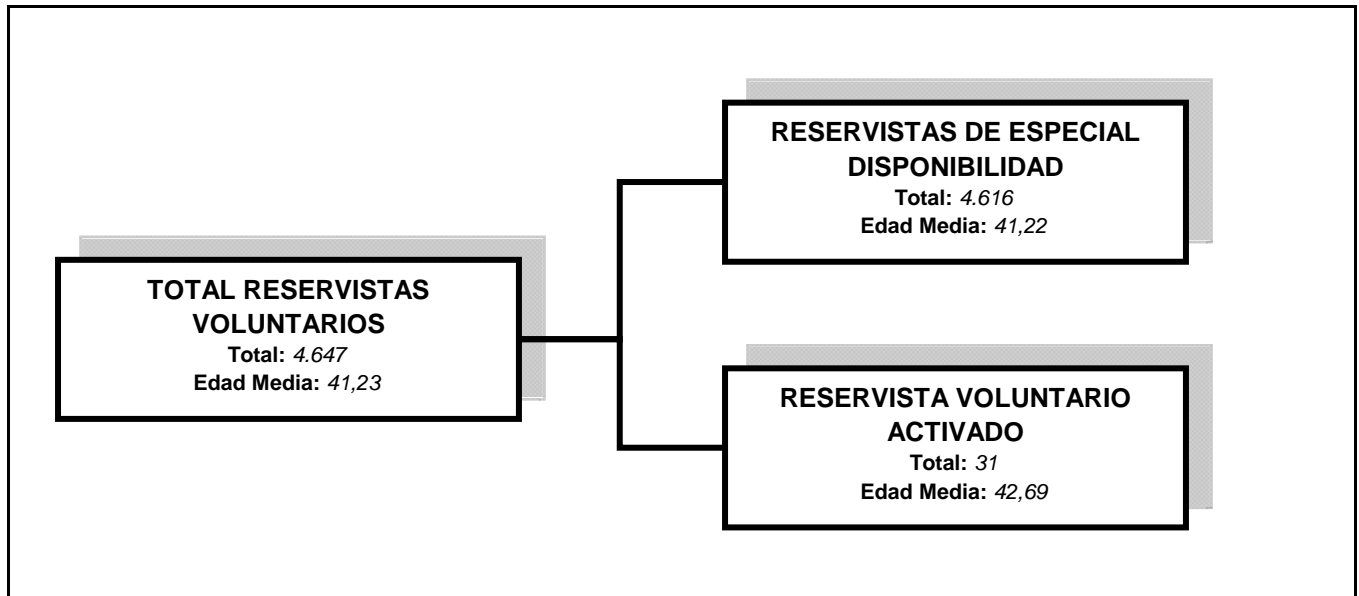 TOTAL RESERVISTAS
VOLUNTARIOS
Total: 4.647
Edad Media: 41,23
RESERVISTAS DE ESPECIAL
DISPONIBILIDAD
Total: 4.616
Edad Media: 41,22
RESERVISTA VOLUNTARIO
ACTIVADO
Total: 31
Edad Media: 42,69